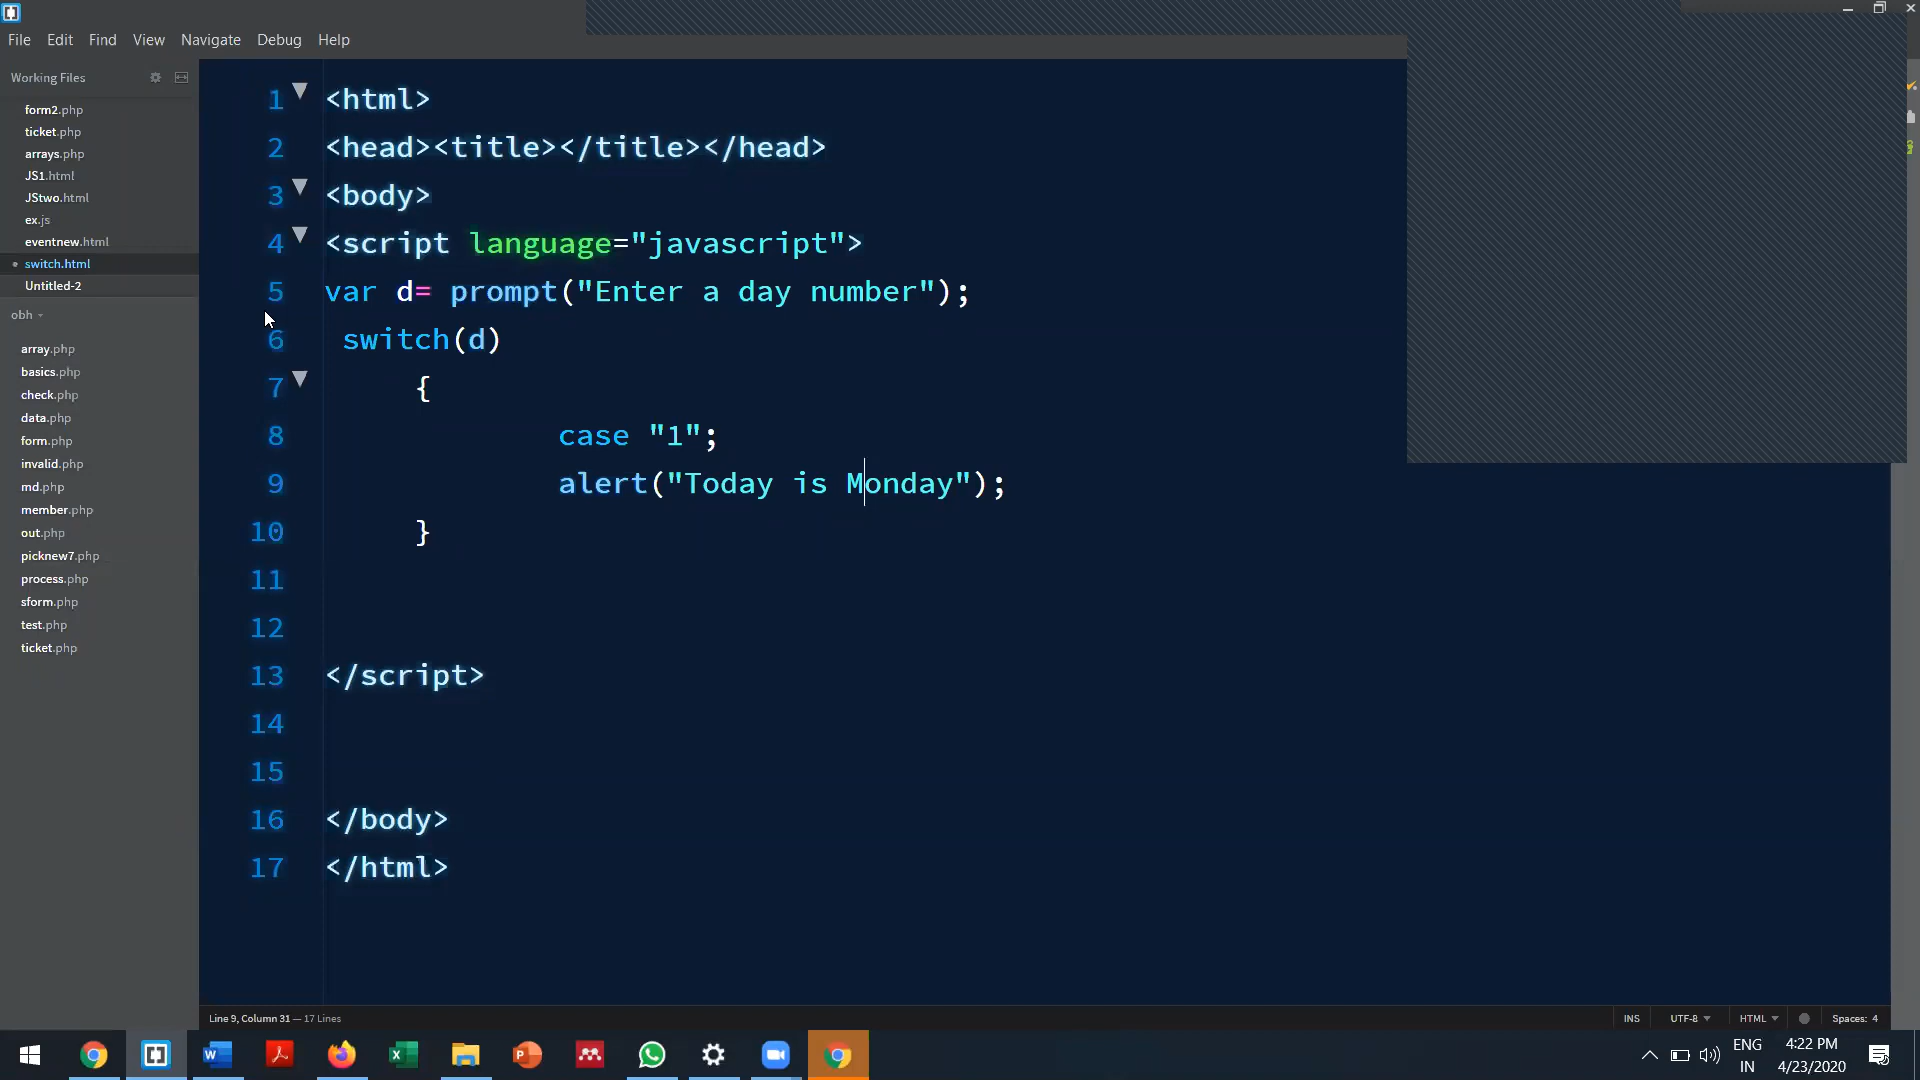 File Edit Find View Navigate Debug Help
Working Files
form2.php
ticket.php
arrays.php
JS1.html
JStwo.html
ex.js
eventnew.html
switch.html
Untitled-2
obh
array.php
basics.php
check.php
data.php
form.php
invalid.php
md.php
member.php
out.php
picknew7.php
process.php
sform.php
test.php
ticket.php
1 <html>
2 <head><title></title></head>
3 <body>
4 <script language="javascript">
5 var d= prompt("Enter a day number");
6 switch(d)
7 {
8 case "1";
9 alert("Today is Monday");
10 }
11
12
13 </script>
14
15
16 </body>
17 </html>
Line 9, Column 31 — 17 Lines
INS UTF-8 HTML Spaces: 4
ENG
IN
4:22 PM
4/23/2020